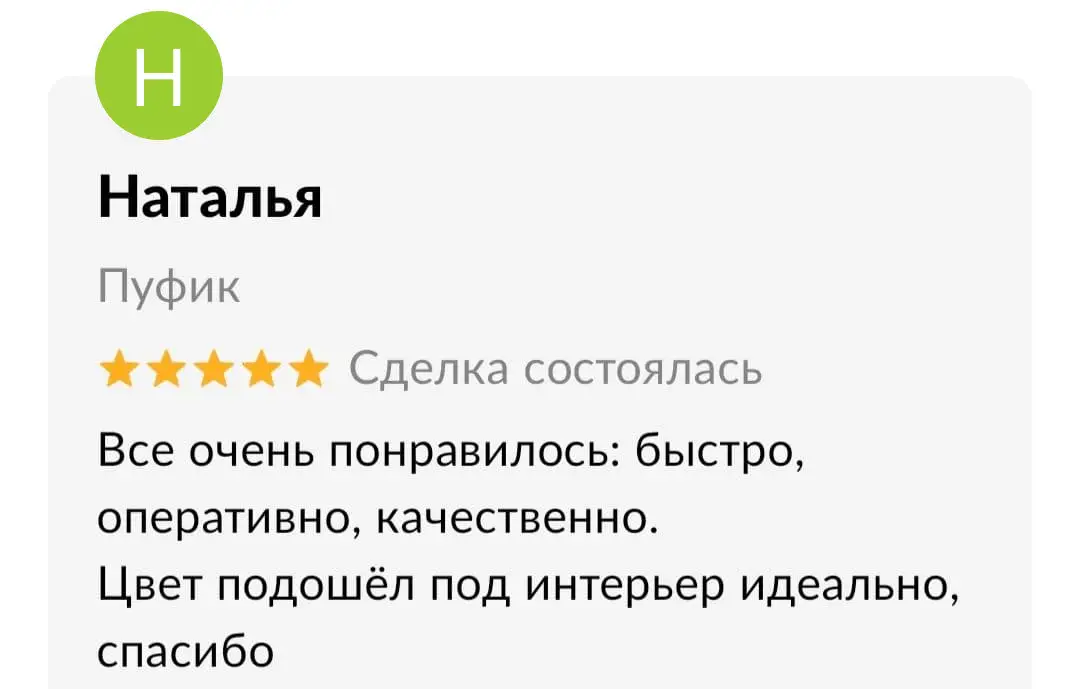 Н
Наталья
Пуфик
Сделка состоялась
Все очень понравилось: быстро,
оперативно, качественно.
Цвет подошёл под интерьер идеально,
спасибо